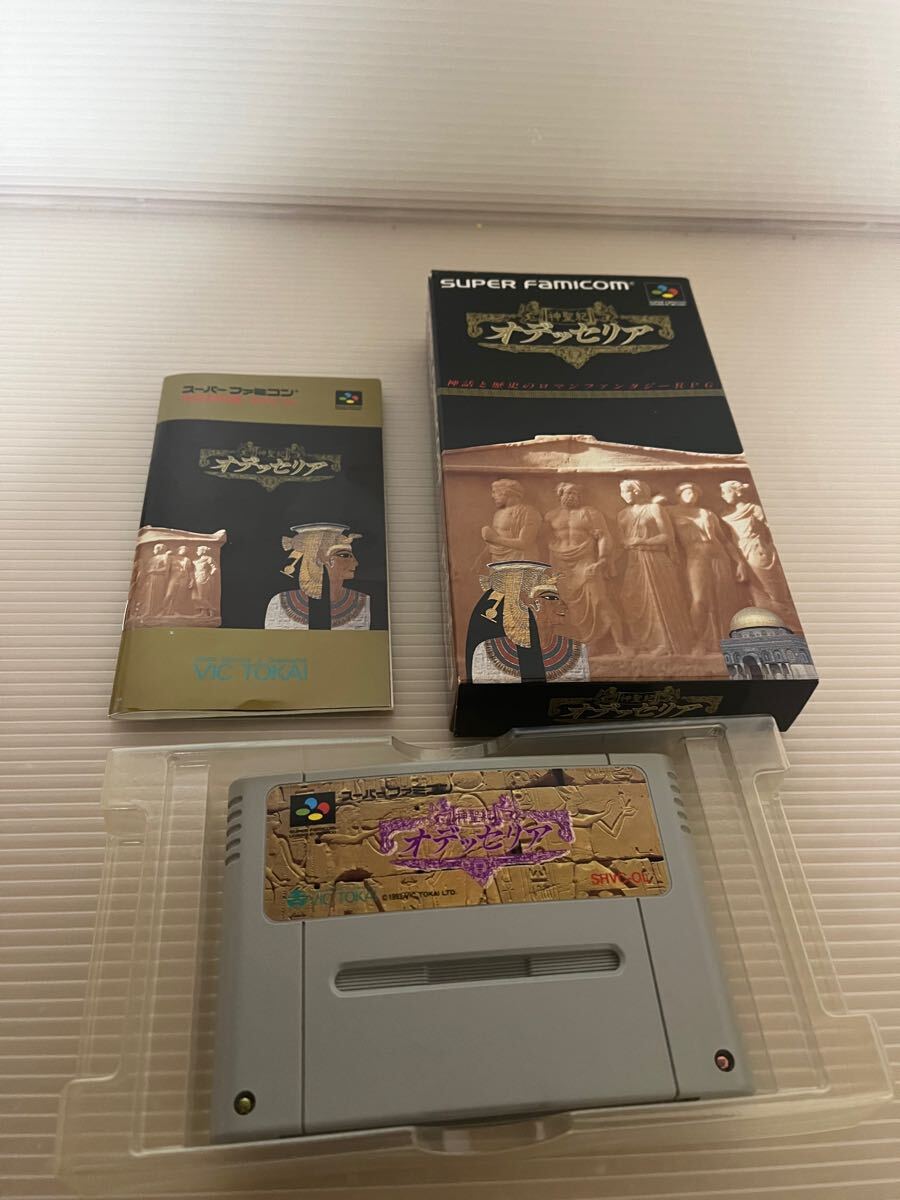 SUPER FAMICOM
神聖紀
オデッセリア
神話と歴史のロマンファンタジーRPG
神聖紀
オデッセリア
スーパーファミコン
神聖紀
オデッセリア
VIC TOKAI
スーパーファミコン
神聖紀
オデッセリア
VIC TOKAI
©1993 VIC TOKAI LTD.